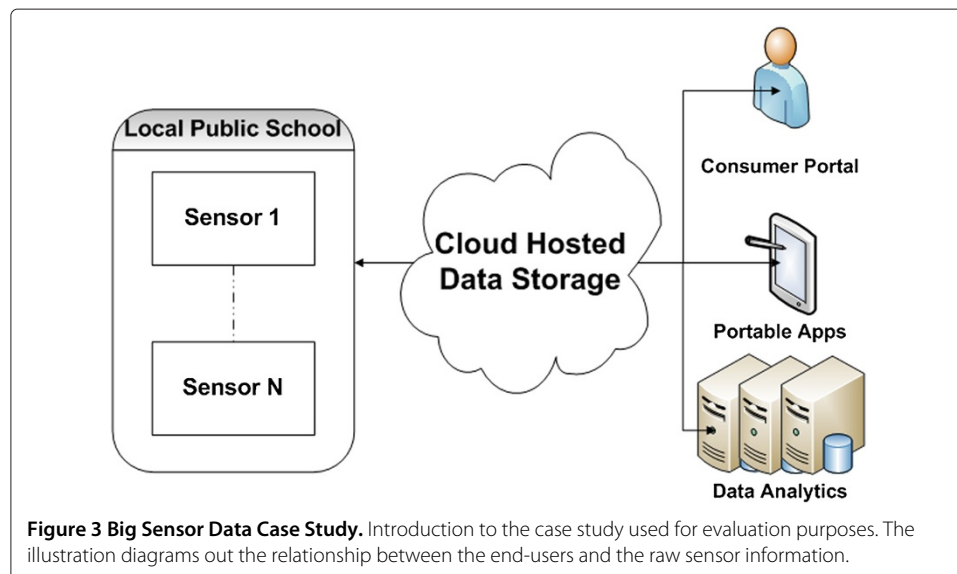 Local Public School
Sensor 1
Sensor N
Cloud Hosted
Data Storage
Consumer Portal
Portable Apps
Data Analytics
Figure 3 Big Sensor Data Case Study. Introduction to the case study used for evaluation purposes. The
illustration diagrams out the relationship between the end-users and the raw sensor information.